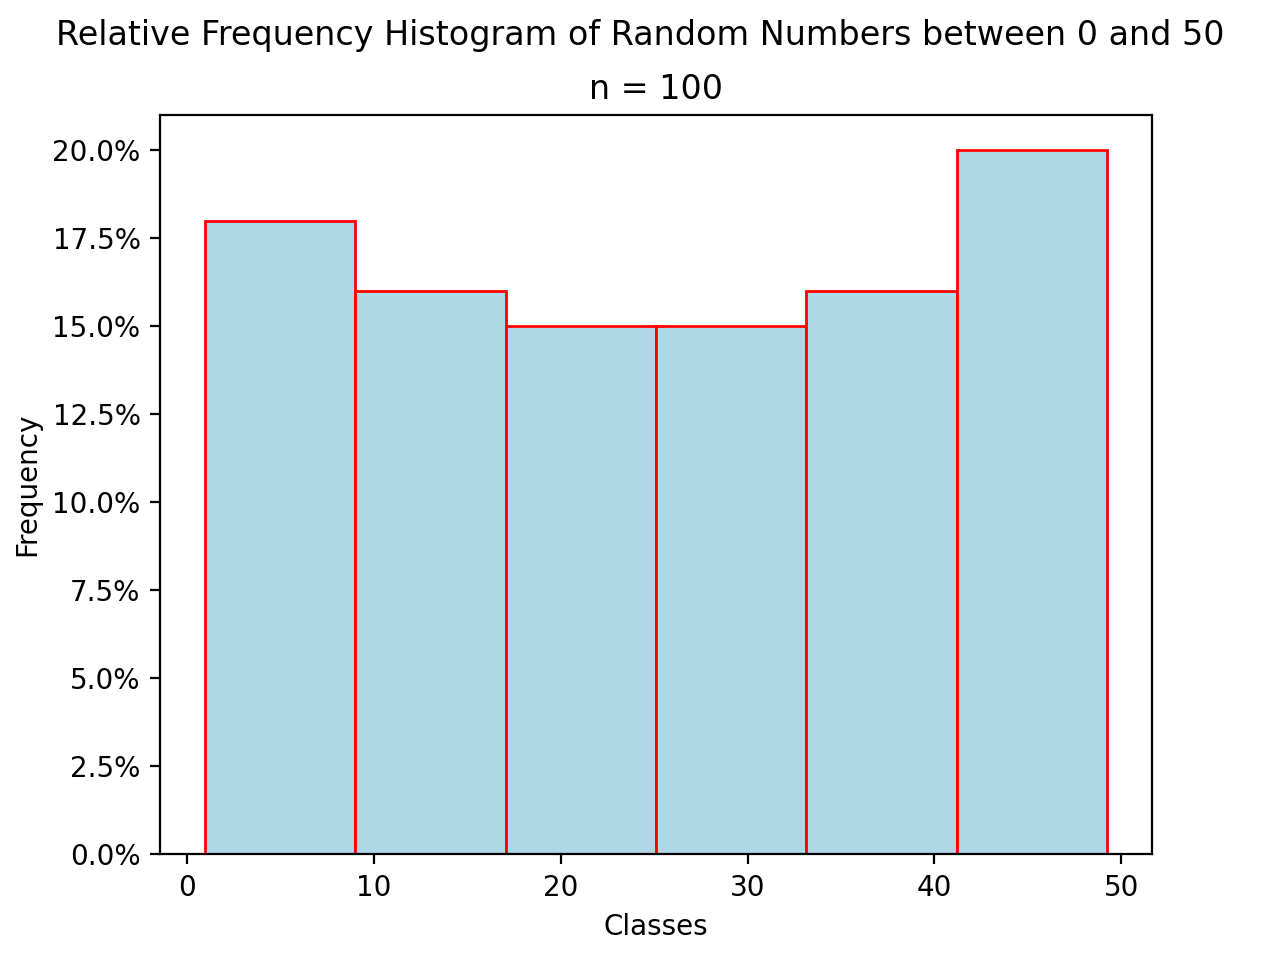 Relative Frequency Histogram of Random Numbers between 0 and 50
n = 100
20.0%
17.5%
15.0%
12.5%
10.0%
7.5%
5.0%
2.5%
0.0%
Frequency
0 10 20 30 40 50
Classes